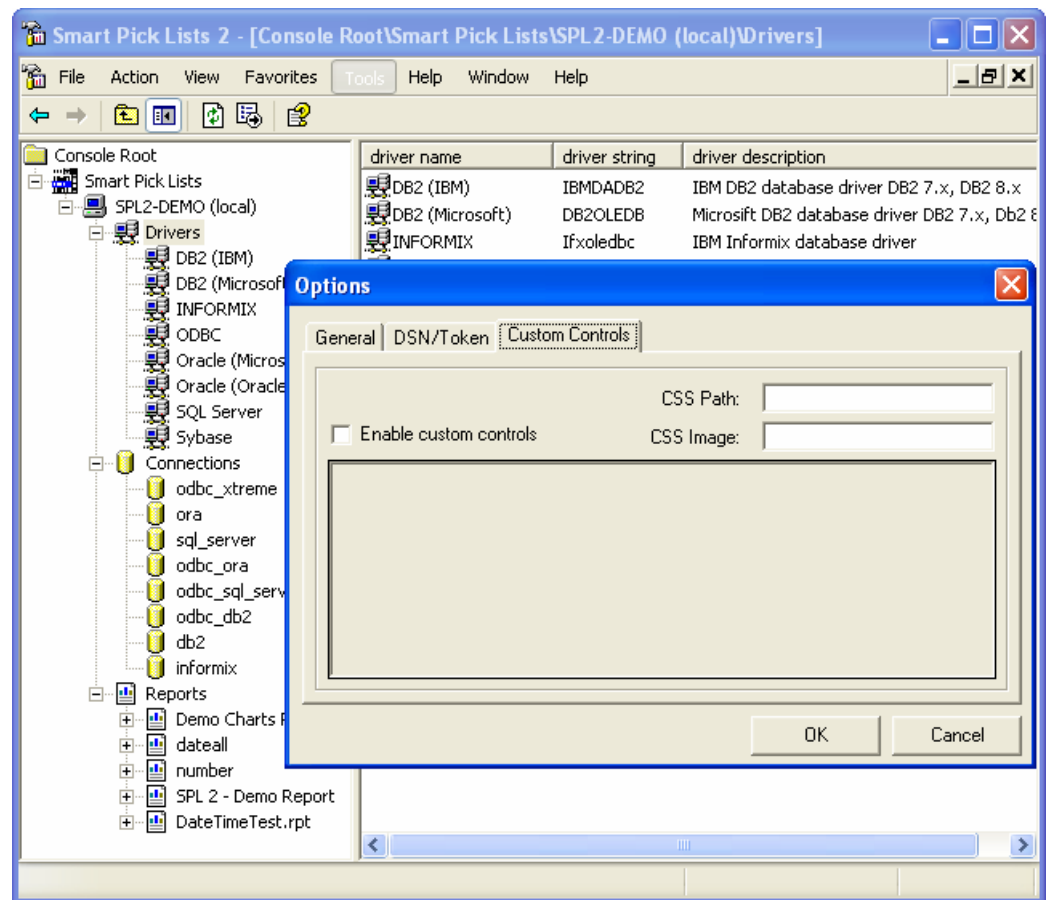 Smart Pick Lists 2 - [Console Root\Smart Pick Lists\SPL2-DEMO (local)\Drivers]
File Action View Favorites Tools Help Window Help
Console Root
Smart Pick Lists
SPL2-DEMO (local)
Drivers
DB2 (IBM)
DB2 (Microsof
INFORMIX
ODBC
Oracle (Micros
Oracle (Oracle
SQL Server
Sybase
Connections
odbc_xtreme
ora
sql_server
odbc_ora
odbc_sql_serv
odbc_db2
db2
informix
Reports
Demo Charts
dateall
number
SPL 2 - Demo Report
DateTimeTest.rpt
driver name driver string driver description
DB2 (IBM) IBMDADB2 IBM DB2 database driver DB2 7.x, DB2 8.x
DB2 (Microsoft) DB2OLEDB Microsift DB2 database driver DB2 7.x, Db2 8
INFORMIX Ifxoledbc IBM Informix database driver
Options
General DSN/Token Custom Controls
CSS Path:
Enable custom controls CSS Image:
OK Cancel